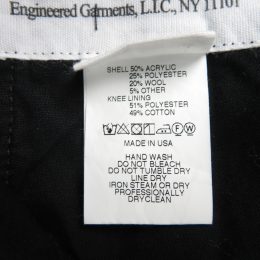 Engineered Garments, L.I.C., NY 11101
SHELL 50% ACRYLIC
25% POLYESTER
20% WOOL
5% OTHER
KNEE LINING
51% POLYESTER
49% COTTON
F W
MADE IN USA
HAND WASH
DO NOT BLEACH
DO NOT TUMBLE DRY
LINE DRY
IRON STEAM OR DRY
PROFESSIONALLY
DRYCLEAN